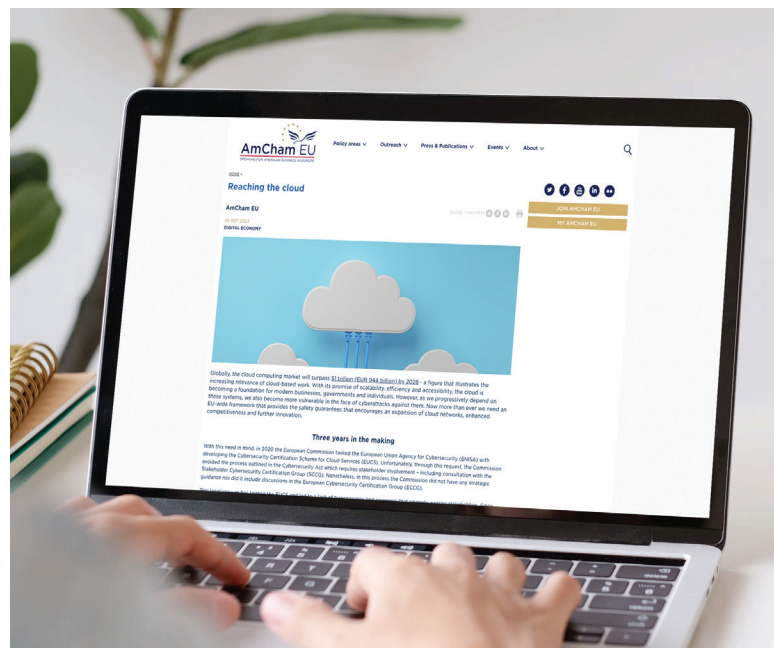 AmCham EU
SPEAKING FOR AMERICAN BUSINESS IN EUROPE
Policy areas
Outreach
Press & Publications
Events
About
HOME
Reaching the cloud
AmCham EU
SHARE THIS
JOIN AMCHAM EU
MY AMCHAM EU
DIGITAL ECONOMY
Globally, the cloud computing market will surpass $1 billion (EUR 944 billion) by 2028 - a figure that illustrates the
increasing relevance of cloud-based work. With its promise of scalability, efficiency and accessibility, the cloud is
becoming a foundation for modern businesses, governments and individuals. However, as we progressively depend on
these systems, we also become more vulnerable in the face of cyberattacks against them. Now more than ever we need an
EU-wide framework that provides the safety guarantees that encourages an expansion of cloud networks, enhanced
competitiveness and further innovation.
Three years in the making
With this need in mind, in 2020 the European Commission tasked the European Union Agency for Cybersecurity (ENISA) with
developing the Cybersecurity Certification Scheme for Cloud Services (EUCS). Unfortunately, through this request, the Commission
avoided the process outlined in the Cybersecurity Act which requires stakeholder involvement – including consultation with the
Stakeholder Cybersecurity Certification Group (SCCG). Nonetheless, in this process the Commission did not have any strategic
guidance nor did it include discussions in the European Cybersecurity Certification Group (ECCG).